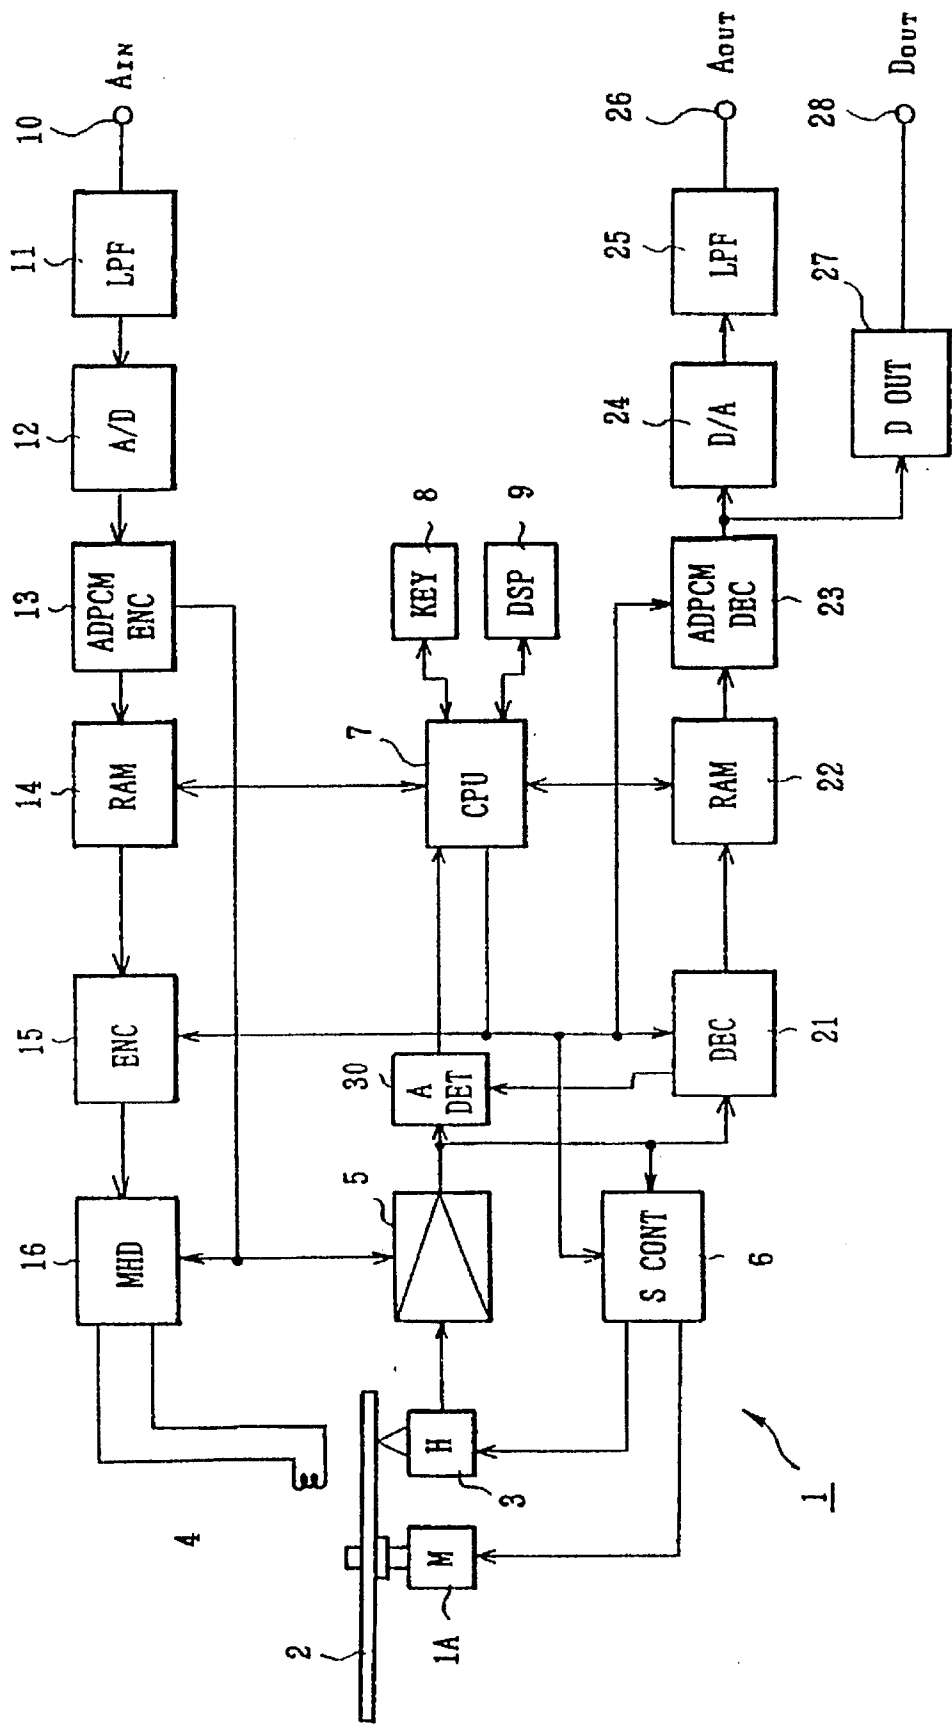 10
AIN
11
LPF
12
A/D
13
ADPCM
ENC
14
RAM
15
ENC
16
MHD
4
8
KEY
9
DSP
7
CPU
30
A
DET
5
3
H
2
1A
M
6
S CONT
21
DEC
22
RAM
23
ADPCM
DEC
24
D/A
25
LPF
26
AOUT
27
D OUT
28
DOUT
1